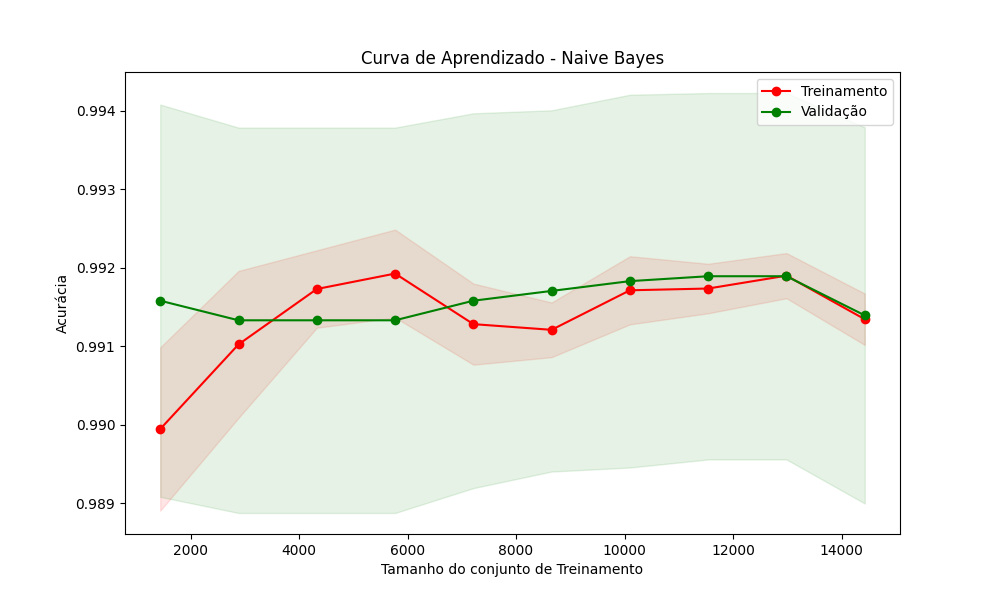 Curva de Aprendizado - Naive Bayes
Treinamento
Validação
0.994
0.993
0.992
0.991
0.990
0.989
Acurácia
2000 4000 6000 8000 10000 12000 14000
Tamanho do conjunto de Treinamento